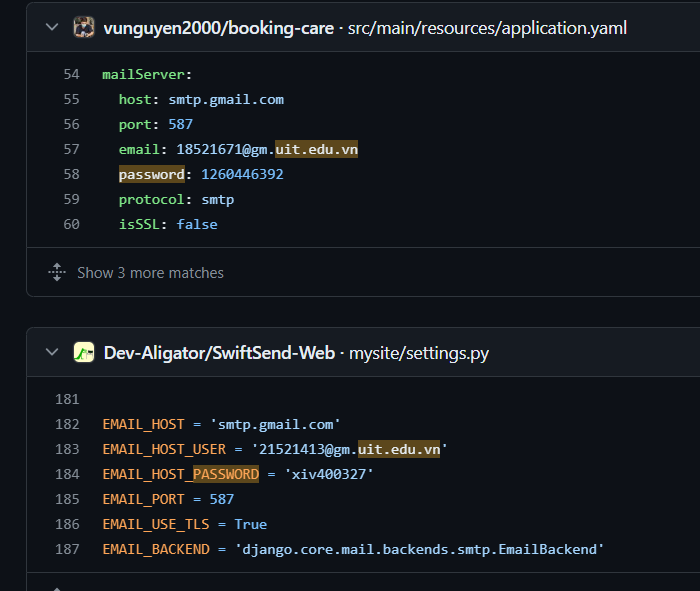 vunguyen2000/booking-care · src/main/resources/application.yaml
54 mailServer:
55 host: smtp.gmail.com
56 port: 587
57 email: 18521671@gm.uit.edu.vn
58 password: 1260446392
59 protocol: smtp
60 isSSL: false
Show 3 more matches
Dev-Aligator/SwiftSend-Web · mysite/settings.py
181
182 EMAIL_HOST = 'smtp.gmail.com'
183 EMAIL_HOST_USER = '21521413@gm.uit.edu.vn'
184 EMAIL_HOST_PASSWORD = 'xiv400327'
185 EMAIL_PORT = 587
186 EMAIL_USE_TLS = True
187 EMAIL_BACKEND = 'django.core.mail.backends.smtp.EmailBackend'